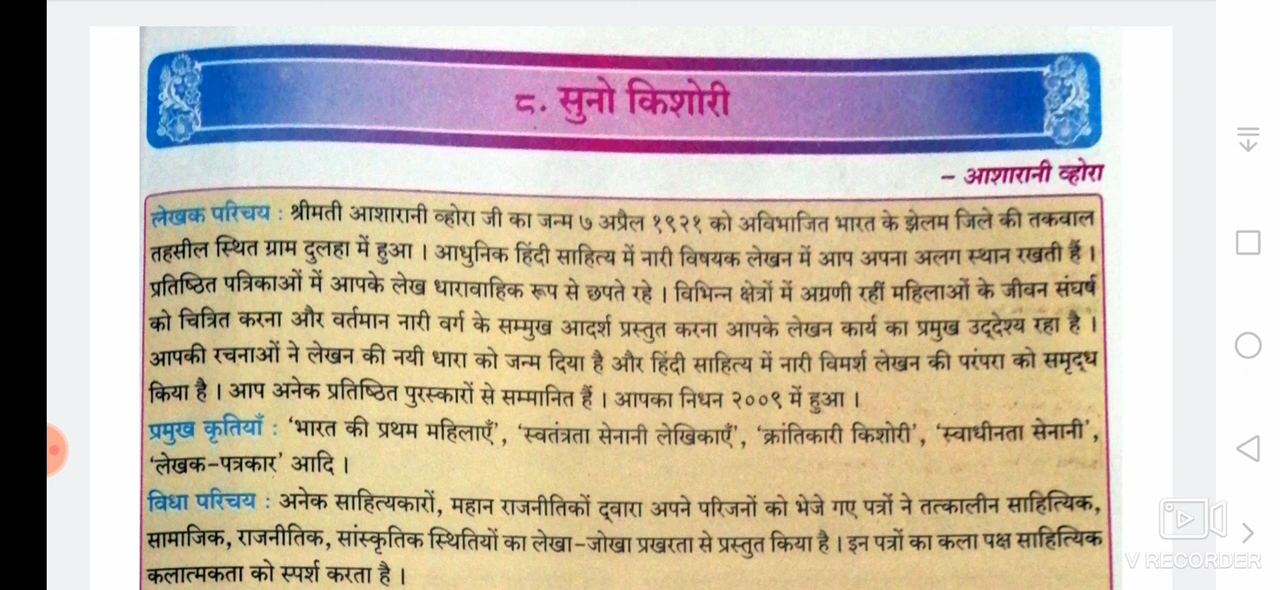 ८. सुनो किशोरी
– आशारानी व्होरा
लेखक परिचय : श्रीमती आशारानी व्होरा जी का जन्म ७ अप्रैल १९२१ को अविभाजित भारत के झेलम जिले की तकवाल
तहसील स्थित ग्राम दुलहा में हुआ । आधुनिक हिंदी साहित्य में नारी विषयक लेखन में आप अपना अलग स्थान रखती हैं ।
प्रतिष्ठित पत्रिकाओं में आपके लेख धारावाहिक रूप से छपते रहे । विभिन्न क्षेत्रों में अग्रणी रहीं महिलाओं के जीवन संघर्ष
को चित्रित करना और वर्तमान नारी वर्ग के सम्मुख आदर्श प्रस्तुत करना आपके लेखन कार्य का प्रमुख उद्‌देश्य रहा है ।
आपकी रचनाओं ने लेखन की नयी धारा को जन्म दिया है और हिंदी साहित्य में नारी विमर्श लेखन की परंपरा को समृद्ध
किया है । आप अनेक प्रतिष्ठित पुरस्कारों से सम्मानित हैं । आपका निधन २००९ में हुआ ।
प्रमुख कृतियाँ : ‘भारत की प्रथम महिलाएँ’, ‘स्वतंत्रता सेनानी लेखिकाएँ’, ‘क्रांतिकारी किशोरी’, ‘स्वाधीनता सेनानी’,
‘लेखक-पत्रकार’ आदि ।
विधा परिचय : अनेक साहित्यकारों, महान राजनीतिकों द्‌वारा अपने परिजनों को भेजे गए पत्रों ने तत्कालीन साहित्यिक,
सामाजिक, राजनीतिक, सांस्कृतिक स्थितियों का लेखा-जोखा प्रखरता से प्रस्तुत किया है । इन पत्रों का कला पक्ष साहित्यिक
कलात्मकता को स्पर्श करता है ।
V RECORDER